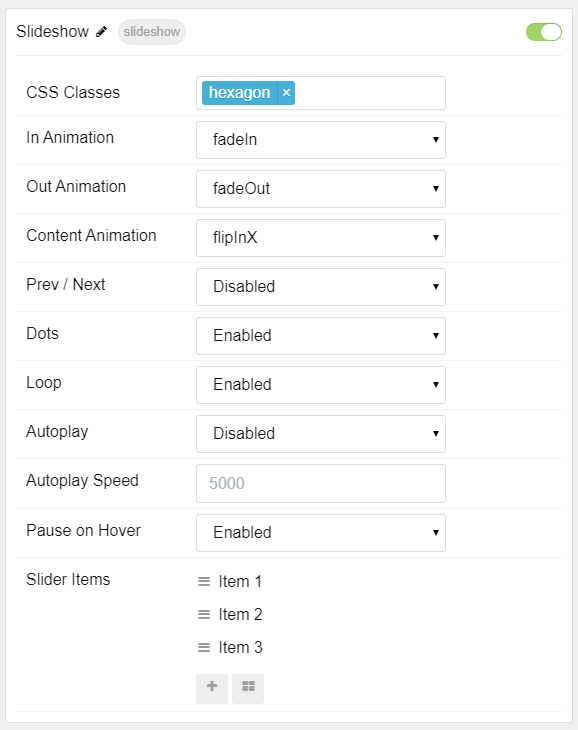 Slideshow slideshow
CSS Classes hexagon ×
In Animation fadeIn
Out Animation fadeOut
Content Animation flipInX
Prev / Next Disabled
Dots Enabled
Loop Enabled
Autoplay Disabled
Autoplay Speed 5000
Pause on Hover Enabled
Slider Items Item 1
Item 2
Item 3